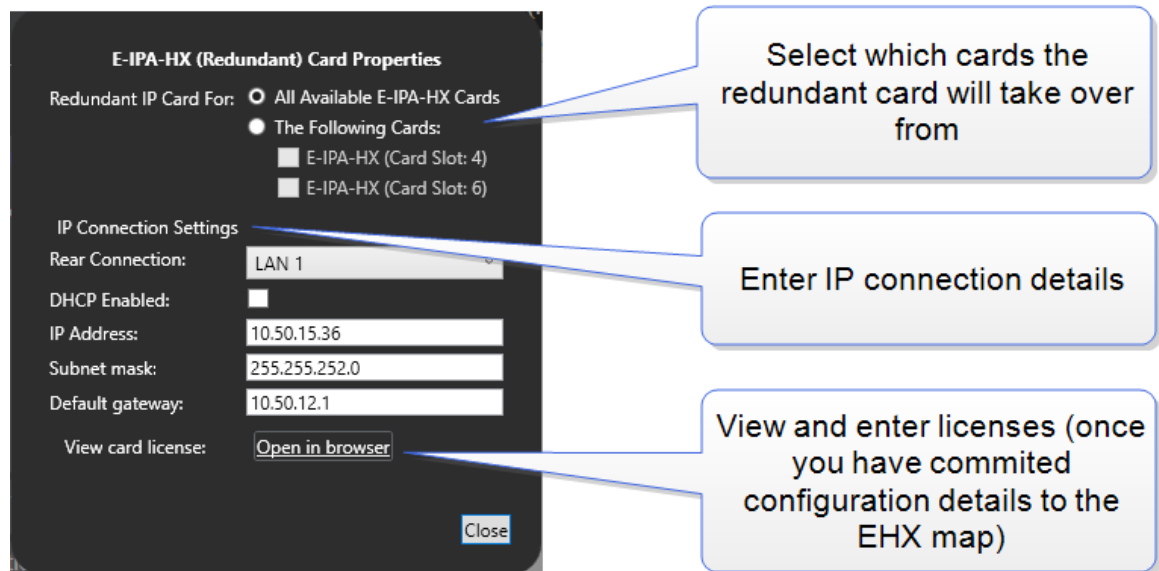 E-IPA-HX (Redundant) Card Properties
Redundant IP Card For: All Available E-IPA-HX Cards
The Following Cards:
E-IPA-HX (Card Slot: 4)
E-IPA-HX (Card Slot: 6)
IP Connection Settings
Rear Connection: LAN 1
DHCP Enabled:
IP Address: 10.50.15.36
Subnet mask: 255.255.252.0
Default gateway: 10.50.12.1
View card license: Open in browser
Close
Select which cards the
redundant card will take over
from
Enter IP connection details
View and enter licenses (once
you have commited
configuration details to the
EHX map)